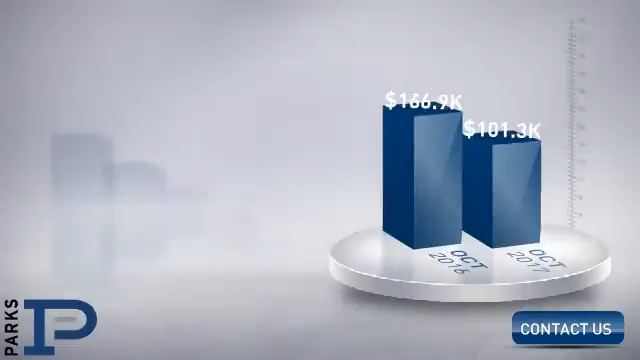 $166.9K
$101.3K
OCT
2016
OCT
2017
PARKS
P
CONTACT US